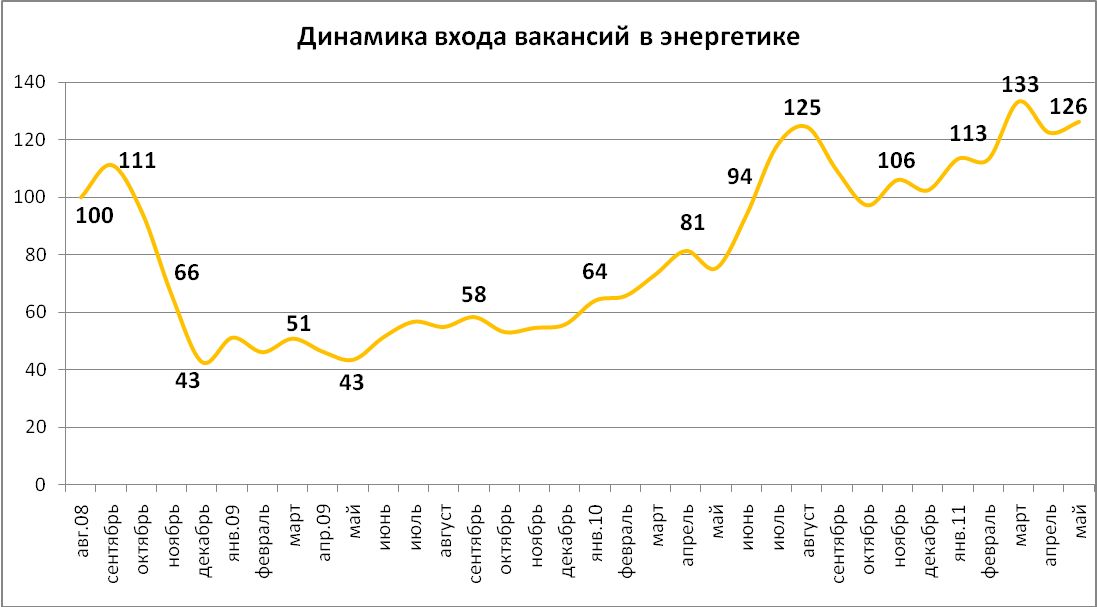 Динамика входа вакансий в энергетике
140
120
100
80
60
40
20
0
100
111
66
43
51
43
58
64
81
94
125
106
113
133
126
авг.08
сентябрь
октябрь
ноябрь
декабрь
янв.09
февраль
март
апр.09
май
июнь
июль
август
сентябрь
октябрь
ноябрь
декабрь
янв.10
февраль
март
апрель
май
июнь
июль
август
сентябрь
октябрь
ноябрь
декабрь
янв.11
февраль
март
апрель
май